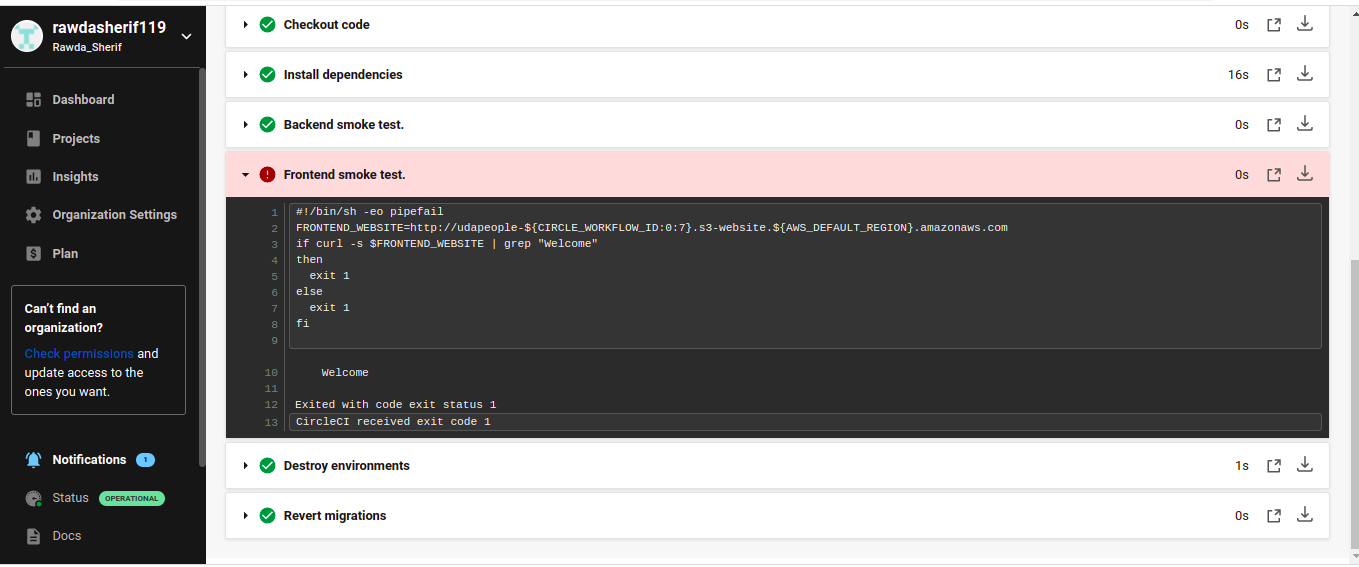 rawdasherif119
Rawda_Sherif
Dashboard
Projects
Insights
Organization Settings
Plan
Can't find an
organization?
Check permissions and
update access to the
ones you want.
Notifications 1
Status OPERATIONAL
Docs
Checkout code 0s
Install dependencies 16s
Backend smoke test. 0s
Frontend smoke test. 0s
1 #!/bin/sh -eo pipefail
2 FRONTEND_WEBSITE=http://udapeople-${CIRCLE_WORKFLOW_ID:0:7}.s3-website.${AWS_DEFAULT_REGION}.amazonaws.com
3 if curl -s $FRONTEND_WEBSITE | grep "Welcome"
4 then
5   exit 1
6 else
7   exit 1
8 fi
9
10     Welcome
11
12 Exited with code exit status 1
13 CircleCI received exit code 1
Destroy environments 1s
Revert migrations 0s